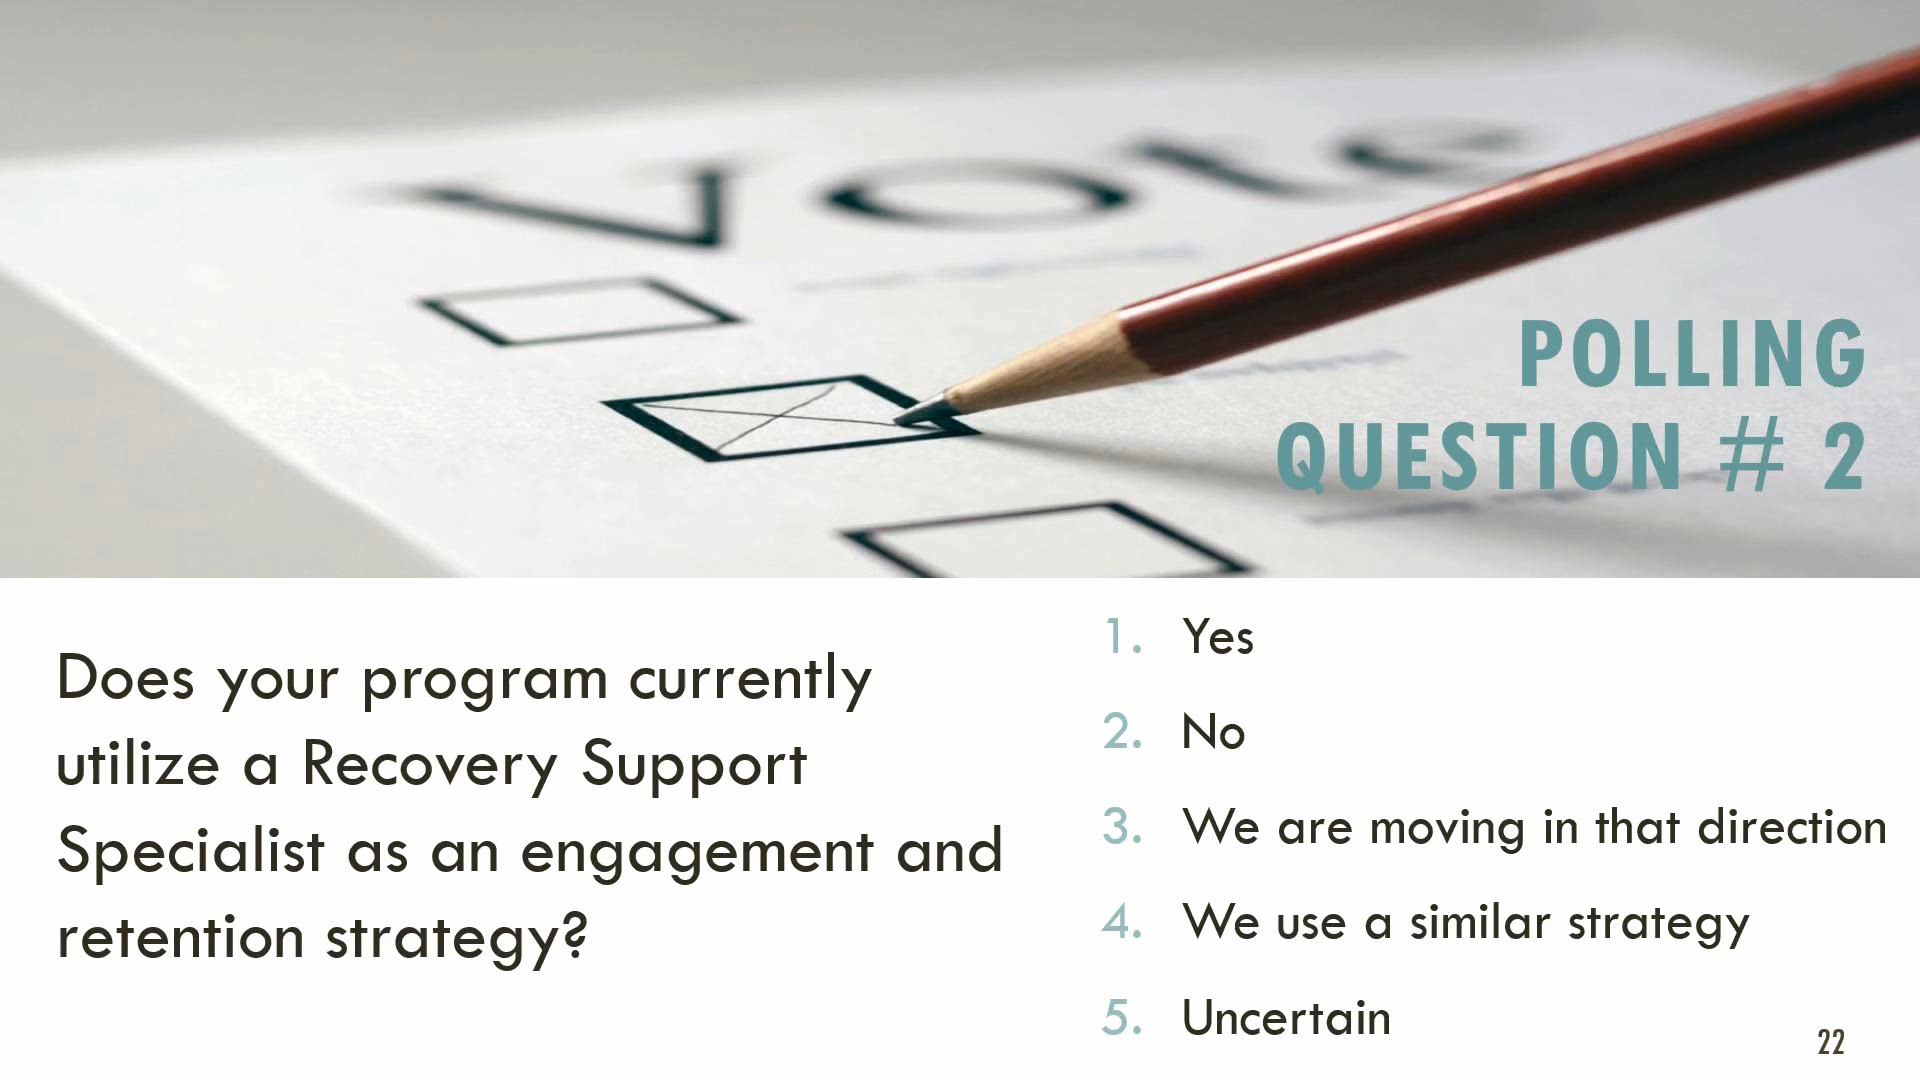 Vote
POLLING
QUESTION # 2
Does your program currently
utilize a Recovery Support
Specialist as an engagement and
retention strategy?
1. Yes
2. No
3. We are moving in that direction
4. We use a similar strategy
5. Uncertain
22